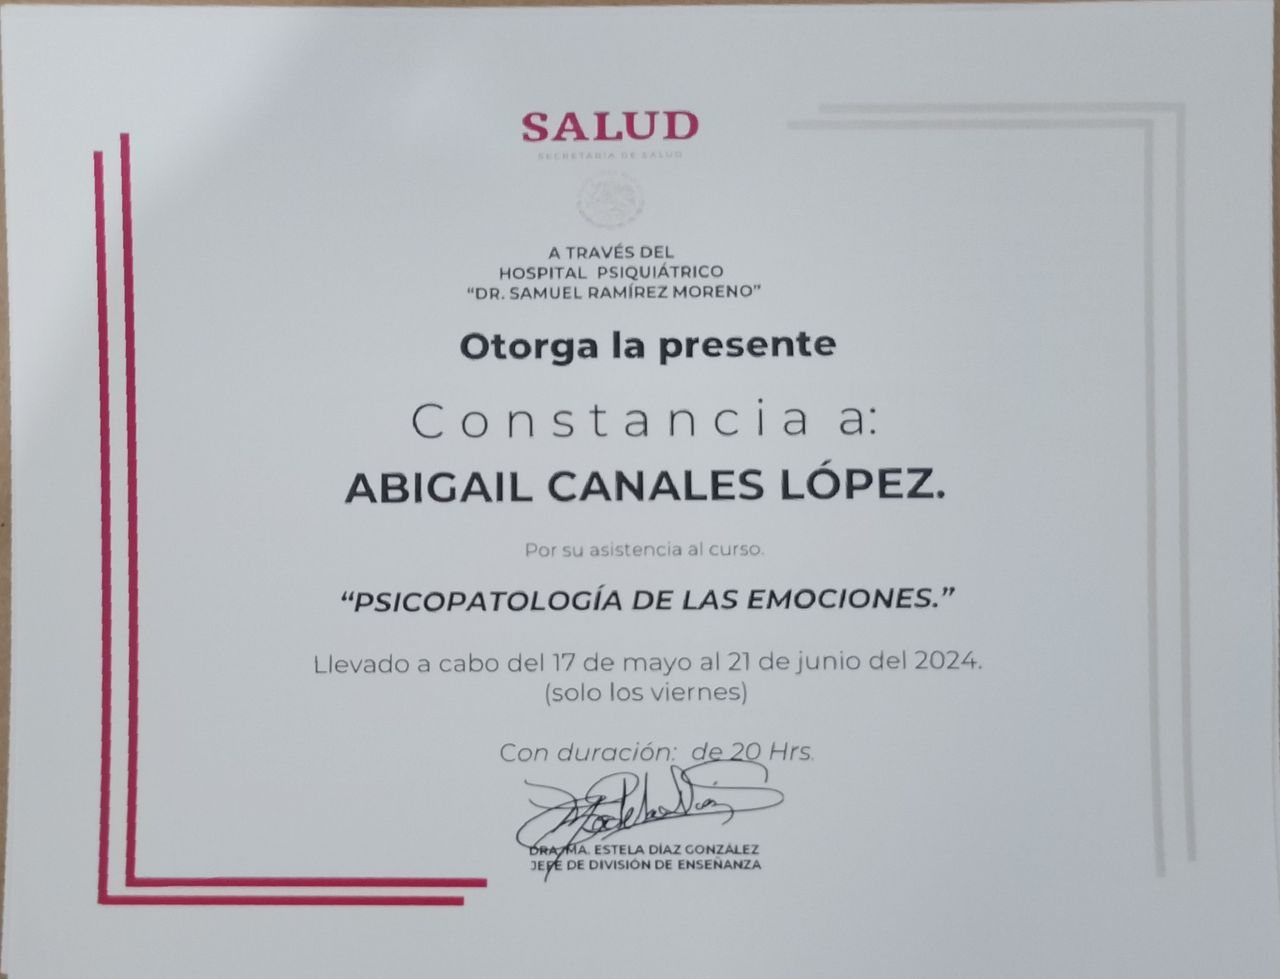 SALUD
SECRETARÍA DE SALUD
A TRAVÉS DEL
HOSPITAL PSIQUIÁTRICO
“DR. SAMUEL RAMÍREZ MORENO”
Otorga la presente
Constancia a:
ABIGAIL CANALES LÓPEZ.
Por su asistencia al curso.
“PSICOPATOLOGÍA DE LAS EMOCIONES.”
Llevado a cabo del 17 de mayo al 21 de junio del 2024.
(solo los viernes)
Con duración: de 20 Hrs.
DRA. MA. ESTELA DÍAZ GONZÁLEZ
JEFE DE DIVISIÓN DE ENSEÑANZA